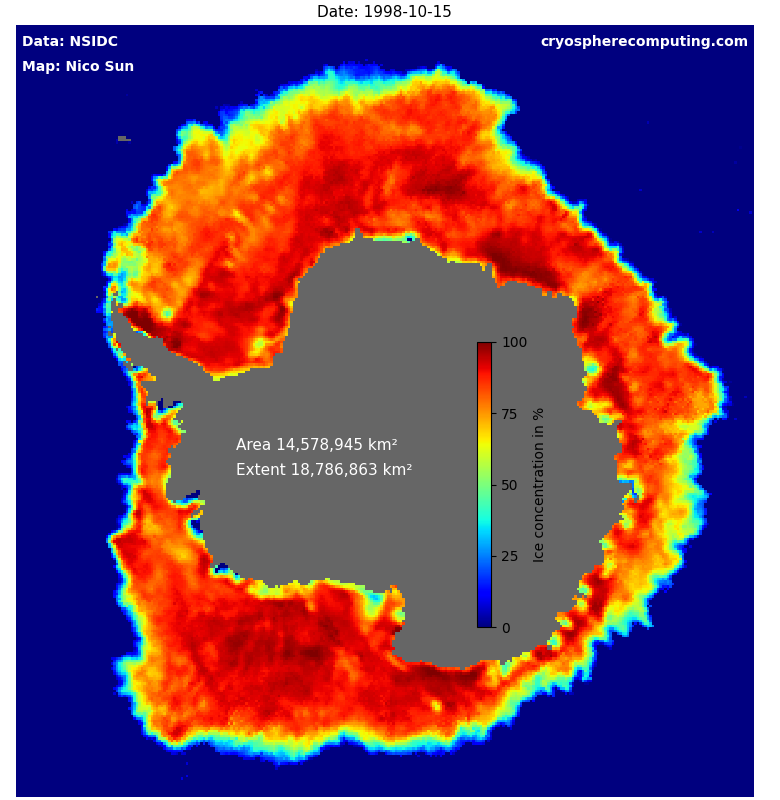 Date: 1998-10-15
Data: NSIDC
cryospherecomputing.com
Map: Nico Sun
100
75
50
25
0
Ice concentration in %
Area 14,578,945 km²
Extent 18,786,863 km²